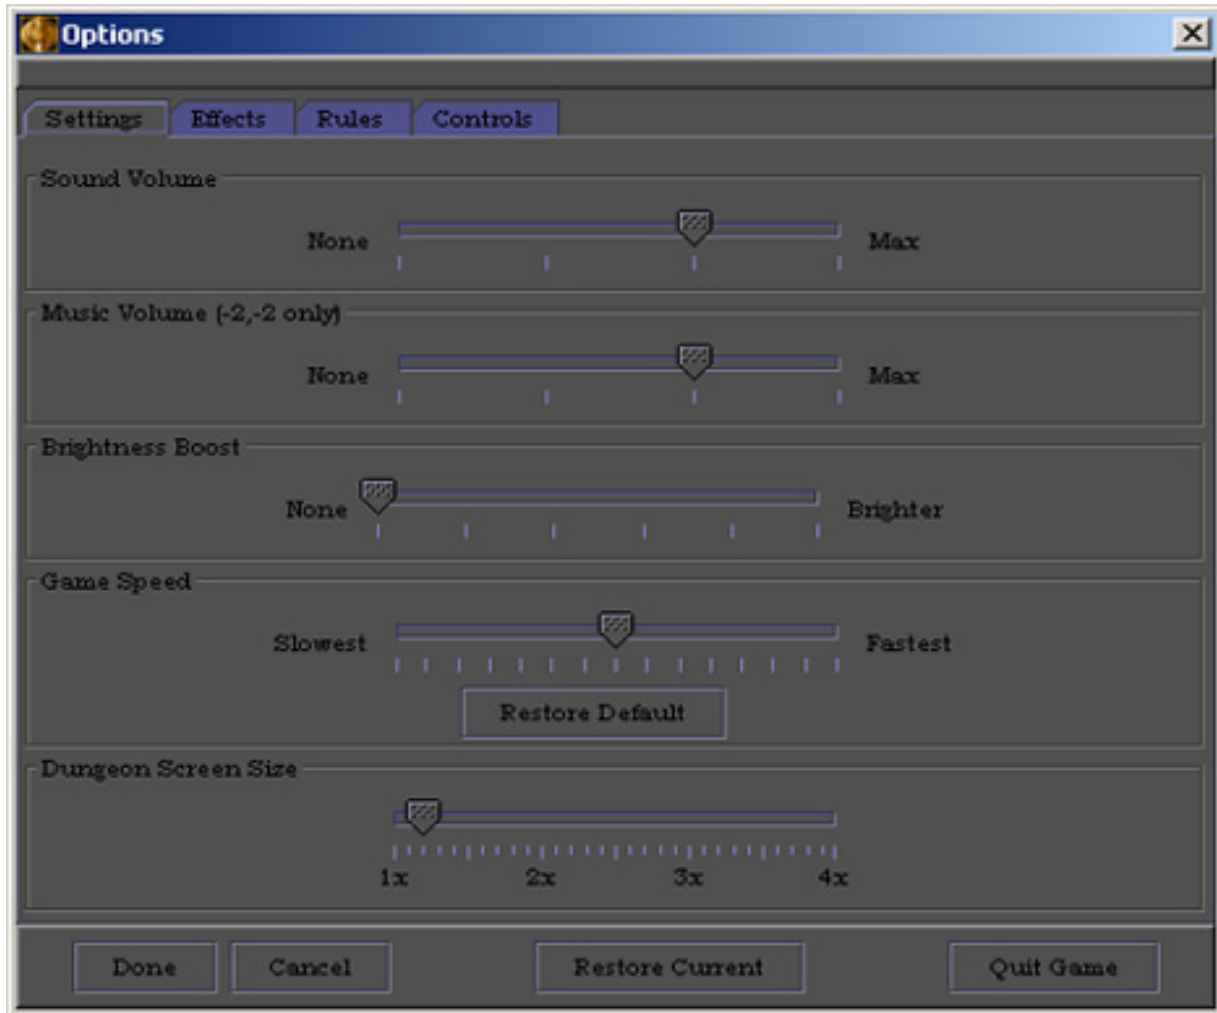 Options
Settings Effects Rules Controls
Sound Volume
None Max
Music Volume (-2,-2 only)
None Max
Brightness Boost
None Brighter
Game Speed
Slowest Fastest
Restore Default
Dungeon Screen Size
1x 2x 3x 4x
Done Cancel Restore Current Quit Game